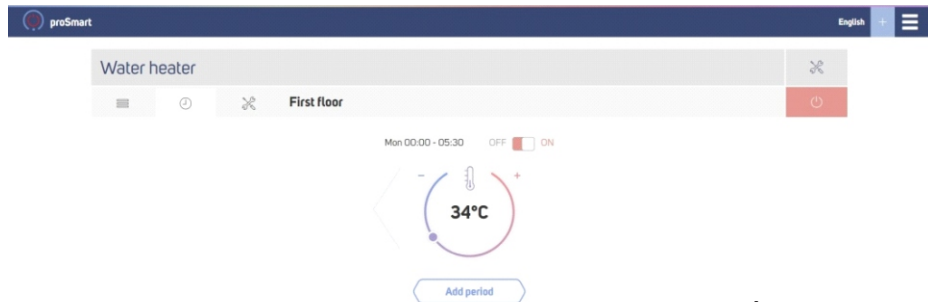 proSmart English +
Water heater
First floor
Mon 00:00 - 05:30 OFF ON
- +
34°C
Add period